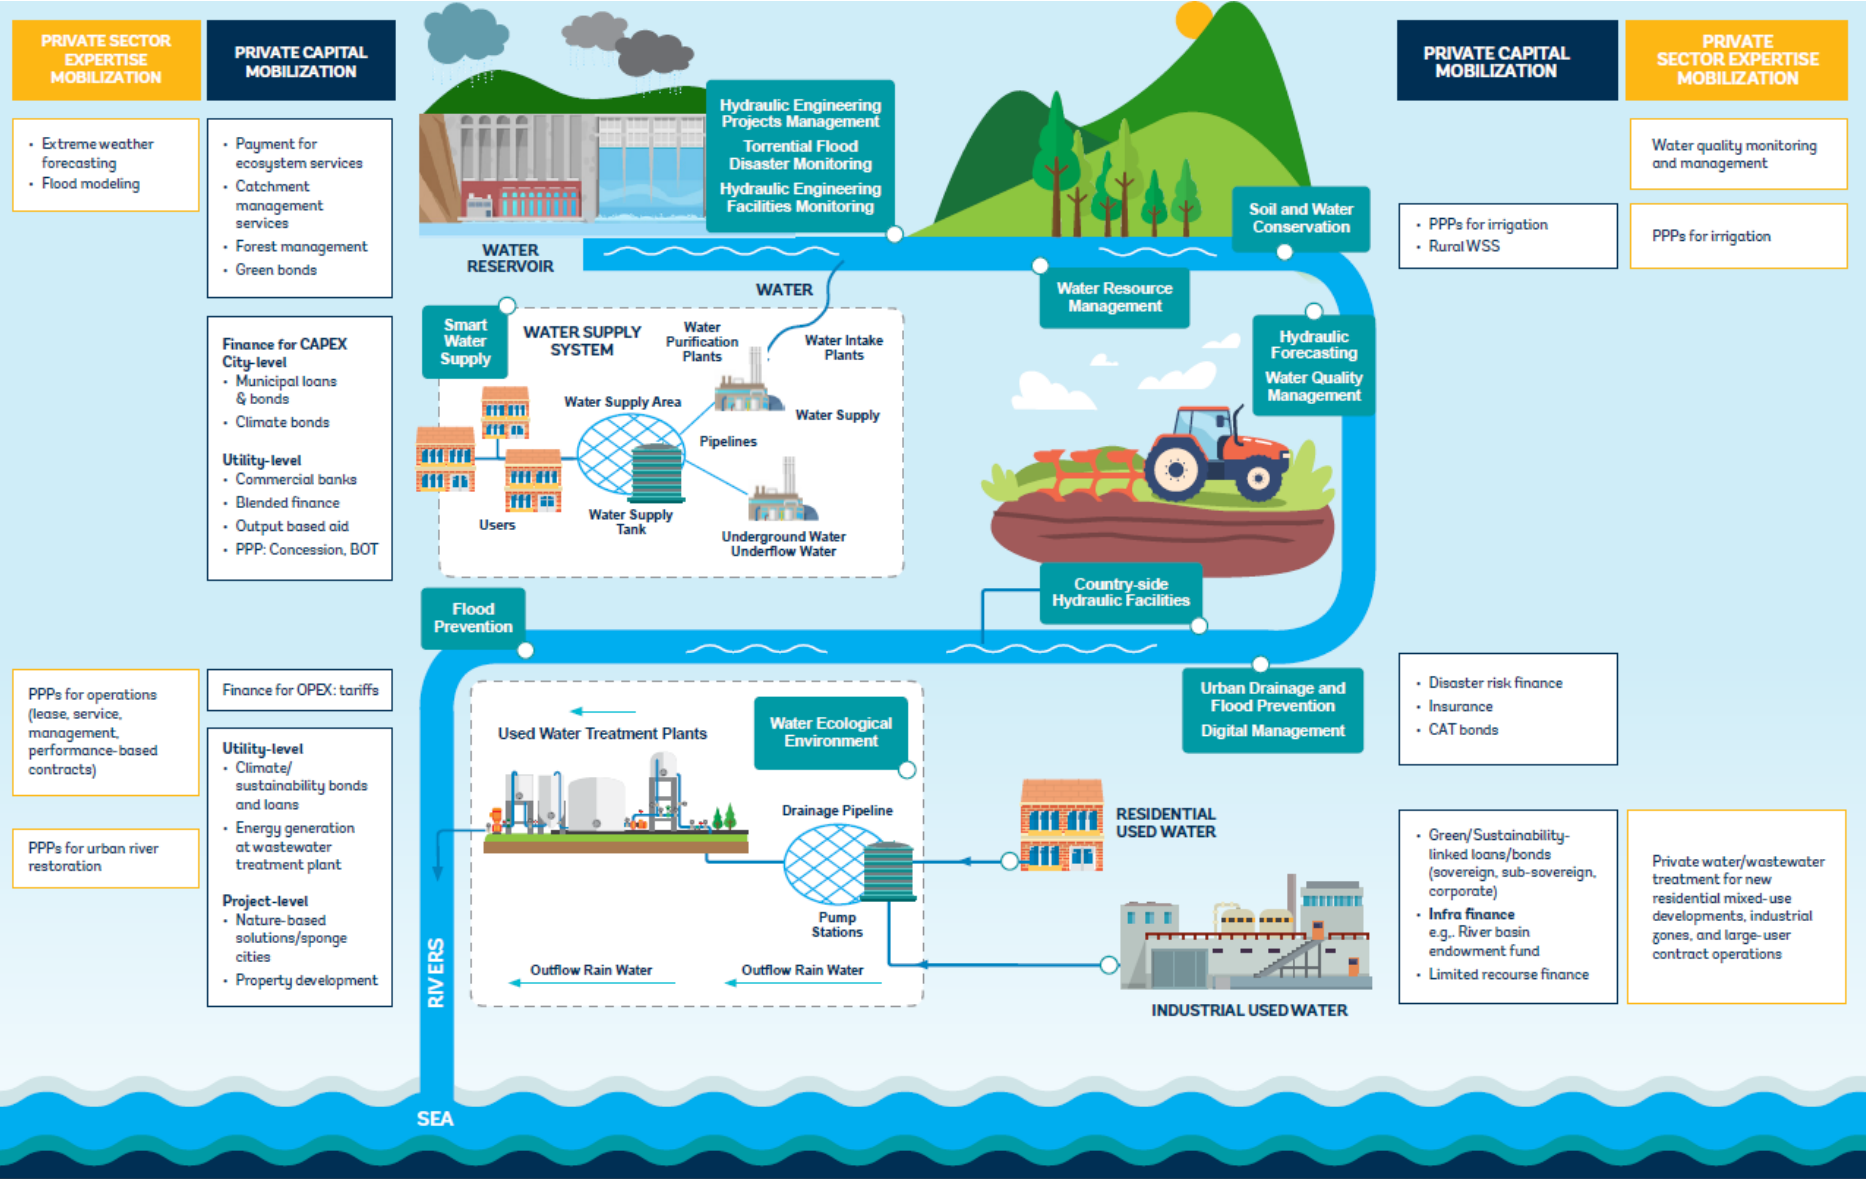 PRIVATE SECTOR
EXPERTISE
MOBILIZATION
PRIVATE CAPITAL
MOBILIZATION
• Extreme weather
forecasting
• Flood modeling
• Payment for
ecosystem services
• Catchment
management
services
• Forest management
• Green bonds
Finance for CAPEX
City-level
• Municipal loans
& bonds
• Climate bonds
Utility-level
• Commercial banks
• Blended finance
• Output based aid
• PPP: Concession, BOT
PPPs for operations
(lease, service,
management,
performance-based
contracts)
PPPs for urban river
restoration
Finance for OPEX: tariffs
Utility-level
• Climate/
sustainability bonds
and loans
• Energy generation
at wastewater
treatment plant
Project-level
• Nature-based
solutions/sponge
cities
• Property development
Hydraulic Engineering
Projects Management
Torrential Flood
Disaster Monitoring
Hydraulic Engineering
Facilities Monitoring
WATER
RESERVOIR
WATER
Soil and Water
Conservation
Water Resource
Management
Hydraulic
Forecasting
Water Quality
Management
Smart
Water
Supply
WATER SUPPLY
SYSTEM
Water
Purification
Plants
Water Intake
Plants
Water Supply Area
Water Supply
Pipelines
Users
Water Supply
Tank
Underground Water
Underflow Water
Country-side
Hydraulic Facilities
Flood
Prevention
Urban Drainage and
Flood Prevention
Digital Management
Used Water Treatment Plants
Water Ecological
Environment
Drainage Pipeline
Pump
Stations
Outflow Rain Water
Outflow Rain Water
RESIDENTIAL
USED WATER
INDUSTRIAL USED WATER
RIVERS
SEA
PRIVATE CAPITAL
MOBILIZATION
PRIVATE
SECTOR EXPERTISE
MOBILIZATION
Water quality monitoring
and management
• PPPs for irrigation
• Rural WSS
PPPs for irrigation
• Disaster risk finance
• Insurance
• CAT bonds
• Green/Sustainability-
linked loans/bonds
(sovereign, sub-sovereign,
corporate)
• Infra finance
e.g,. River basin
endowment fund
• Limited recourse finance
Private water/wastewater
treatment for new
residential mixed-use
developments, industrial
zones, and large-user
contract operations